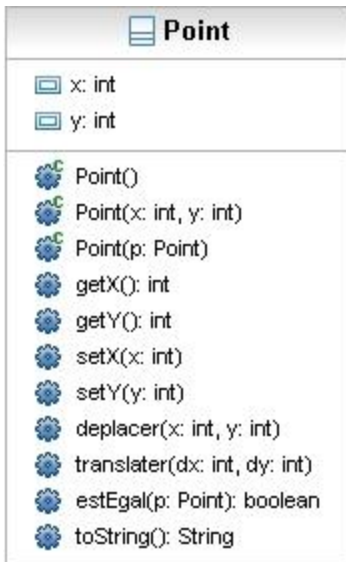 Point
x: int
y: int
Point()
Point(x: int, y: int)
Point(p: Point)
getX(): int
getY(): int
setX(x: int)
setY(y: int)
deplacer(x: int, y: int)
translater(dx: int, dy: int)
estEgal(p: Point): boolean
toString(): String